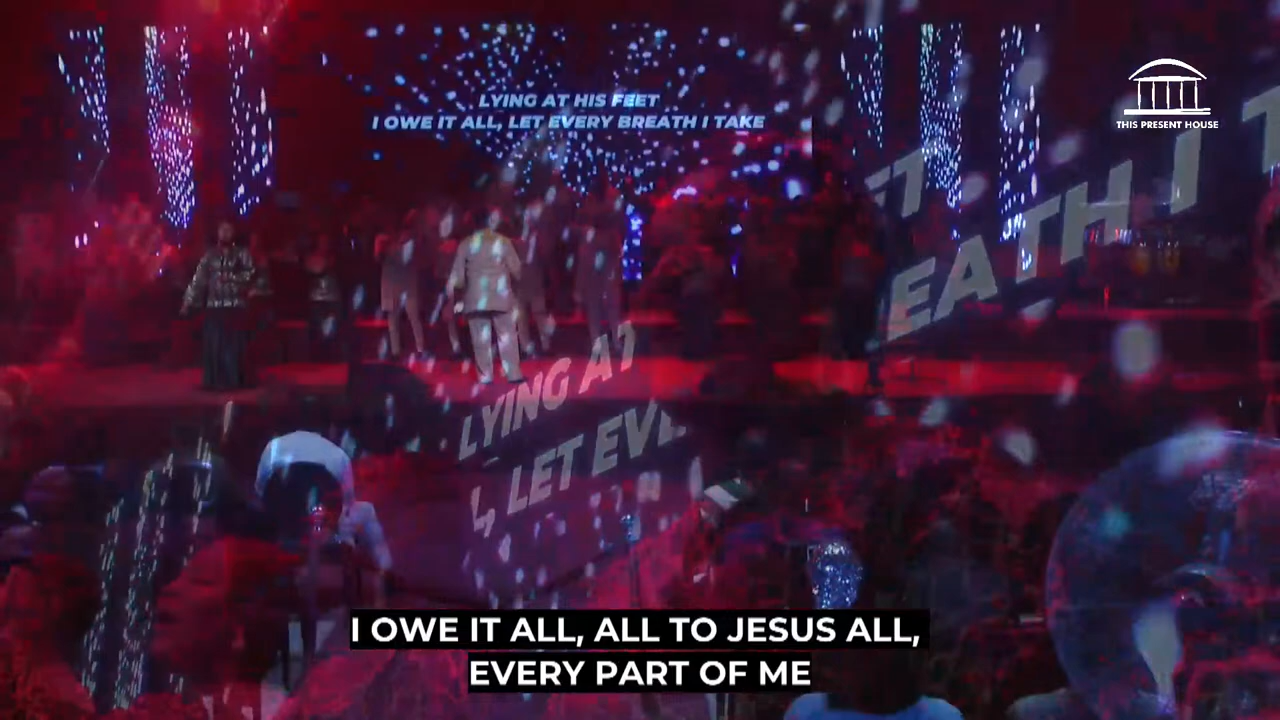 LYING AT HIS FEET
I OWE IT ALL, LET EVERY BREATH I TAKE
THIS PRESENT HOUSE
EATH I T
LYING AT
L, LET EVE
I OWE IT ALL, ALL TO JESUS ALL,
EVERY PART OF ME